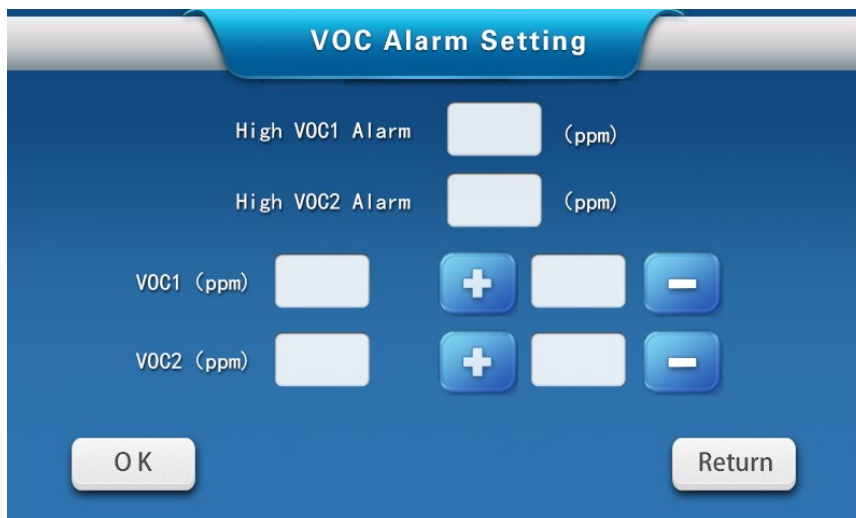 VOC Alarm Setting
High VOC1 Alarm (ppm)
High VOC2 Alarm (ppm)
VOC1 (ppm) + −
VOC2 (ppm) + −
OK Return